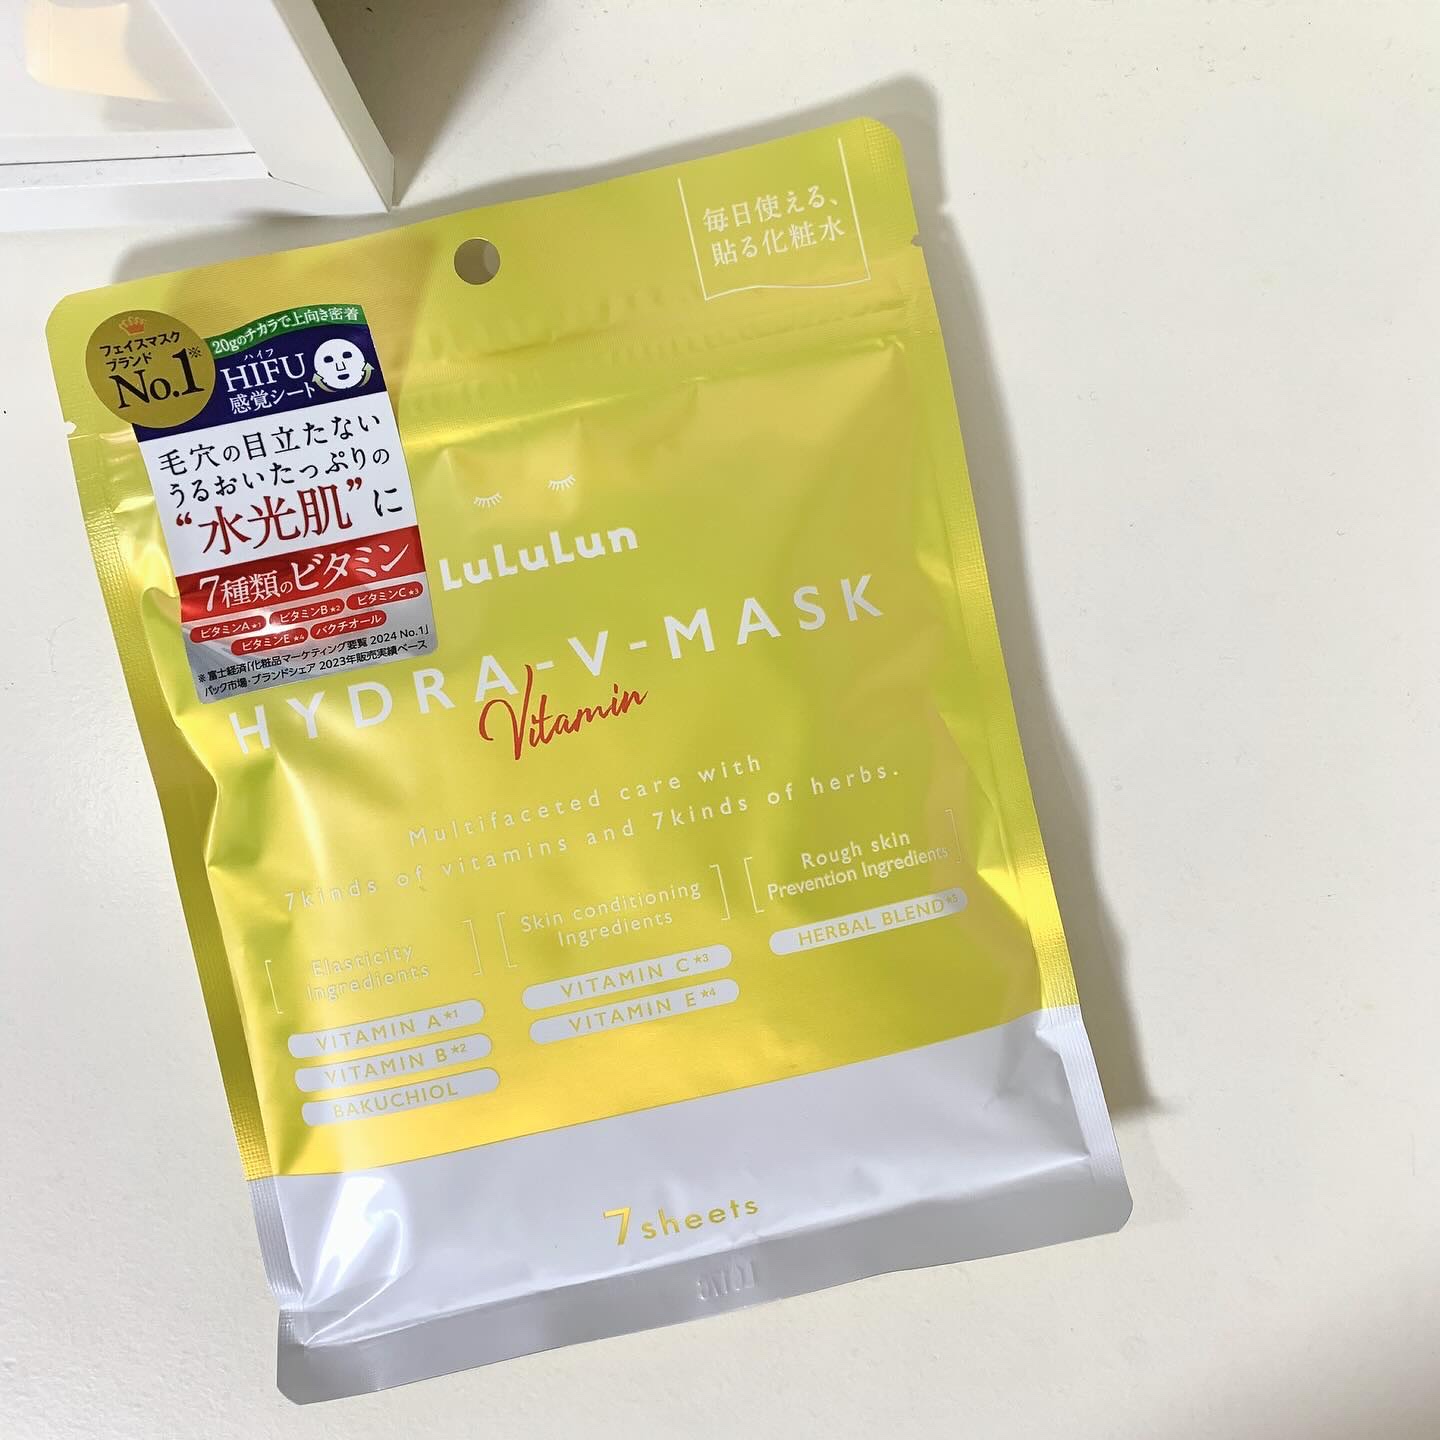 毎日使える、
貼る化粧水
フェイスマスク
ブランド
No.1※
20gのチカラで上向き密着
ハイフ
HIFU
感覚シート
毛穴の目立たない
うるおいたっぷりの
“水光肌”に
7種類のビタミン
ビタミンA★1 ビタミンB★2 ビタミンC★3
ビタミンE★4 バクチオール
※富士経済「化粧品マーケティング要覧 2024 No.1」
パック市場・ブランドシェア 2023年販売実績ベース
LuLuLun
HYDRA-V-MASK
Vitamin
Multifaceted care with
7kinds of vitamins and 7kinds of herbs.
Elasticity
Ingredients
VITAMIN A★1
VITAMIN B★2
BAKUCHIOL
Skin conditioning
Ingredients
VITAMIN C★3
VITAMIN E★4
Rough skin
Prevention Ingredients
HERBAL BLEND★5
7sheets